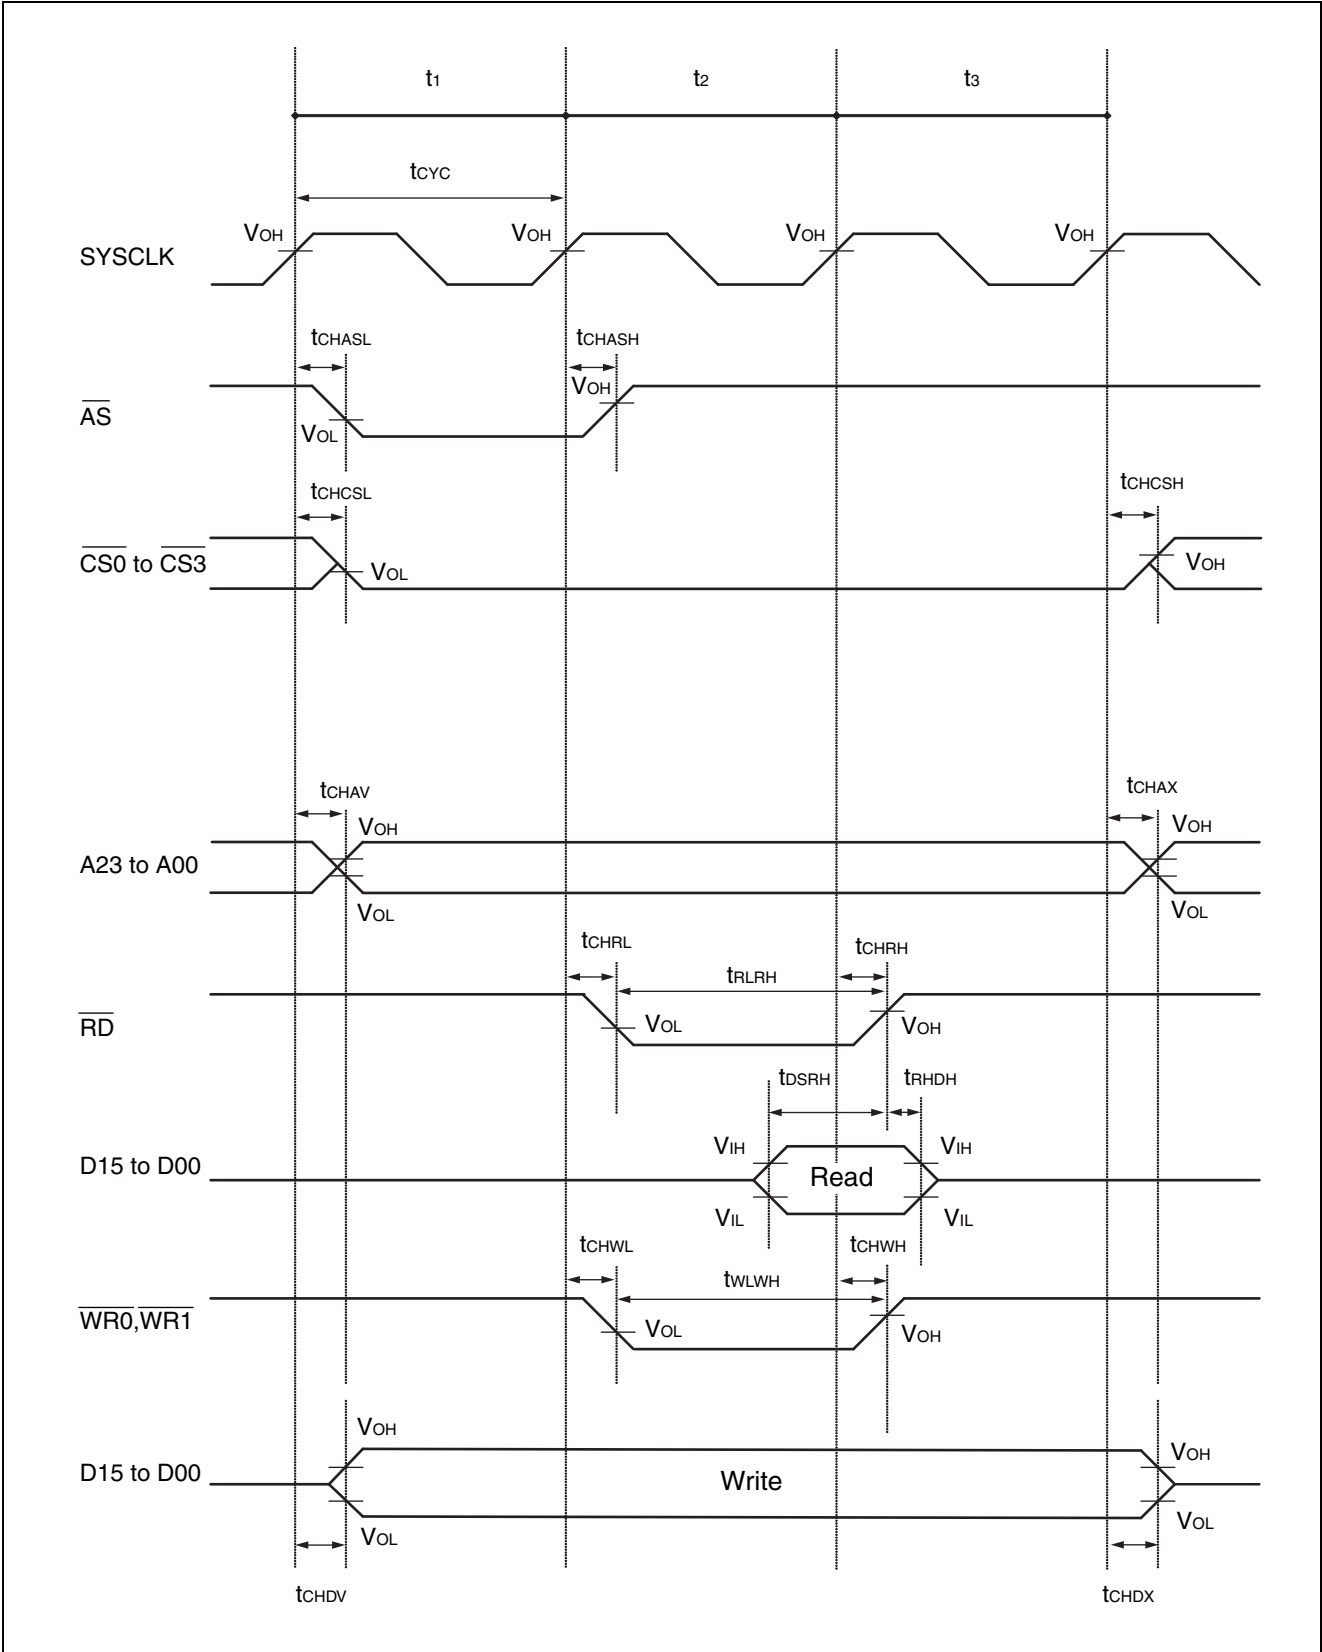 t1 t2 t3
tCYC
SYSCLK VOH VOH VOH VOH
tCHASL tCHASH
AS VOL VOH
tCHCSL tCHCSH
CS0 to CS3 VOL VOH
tCHAV tCHAX
VOH VOH
A23 to A00
VOL VOL
tCHRL tRLRH tCHRH
RD VOL VOH
tDSRH tRHDH
VIH VIH
D15 to D00 Read
VIL VIL
tCHWL tWLWH tCHWH
WR0,WR1 VOL VOH
VOH VOH
D15 to D00 Write
VOL VOL
tCHDV tCHDX